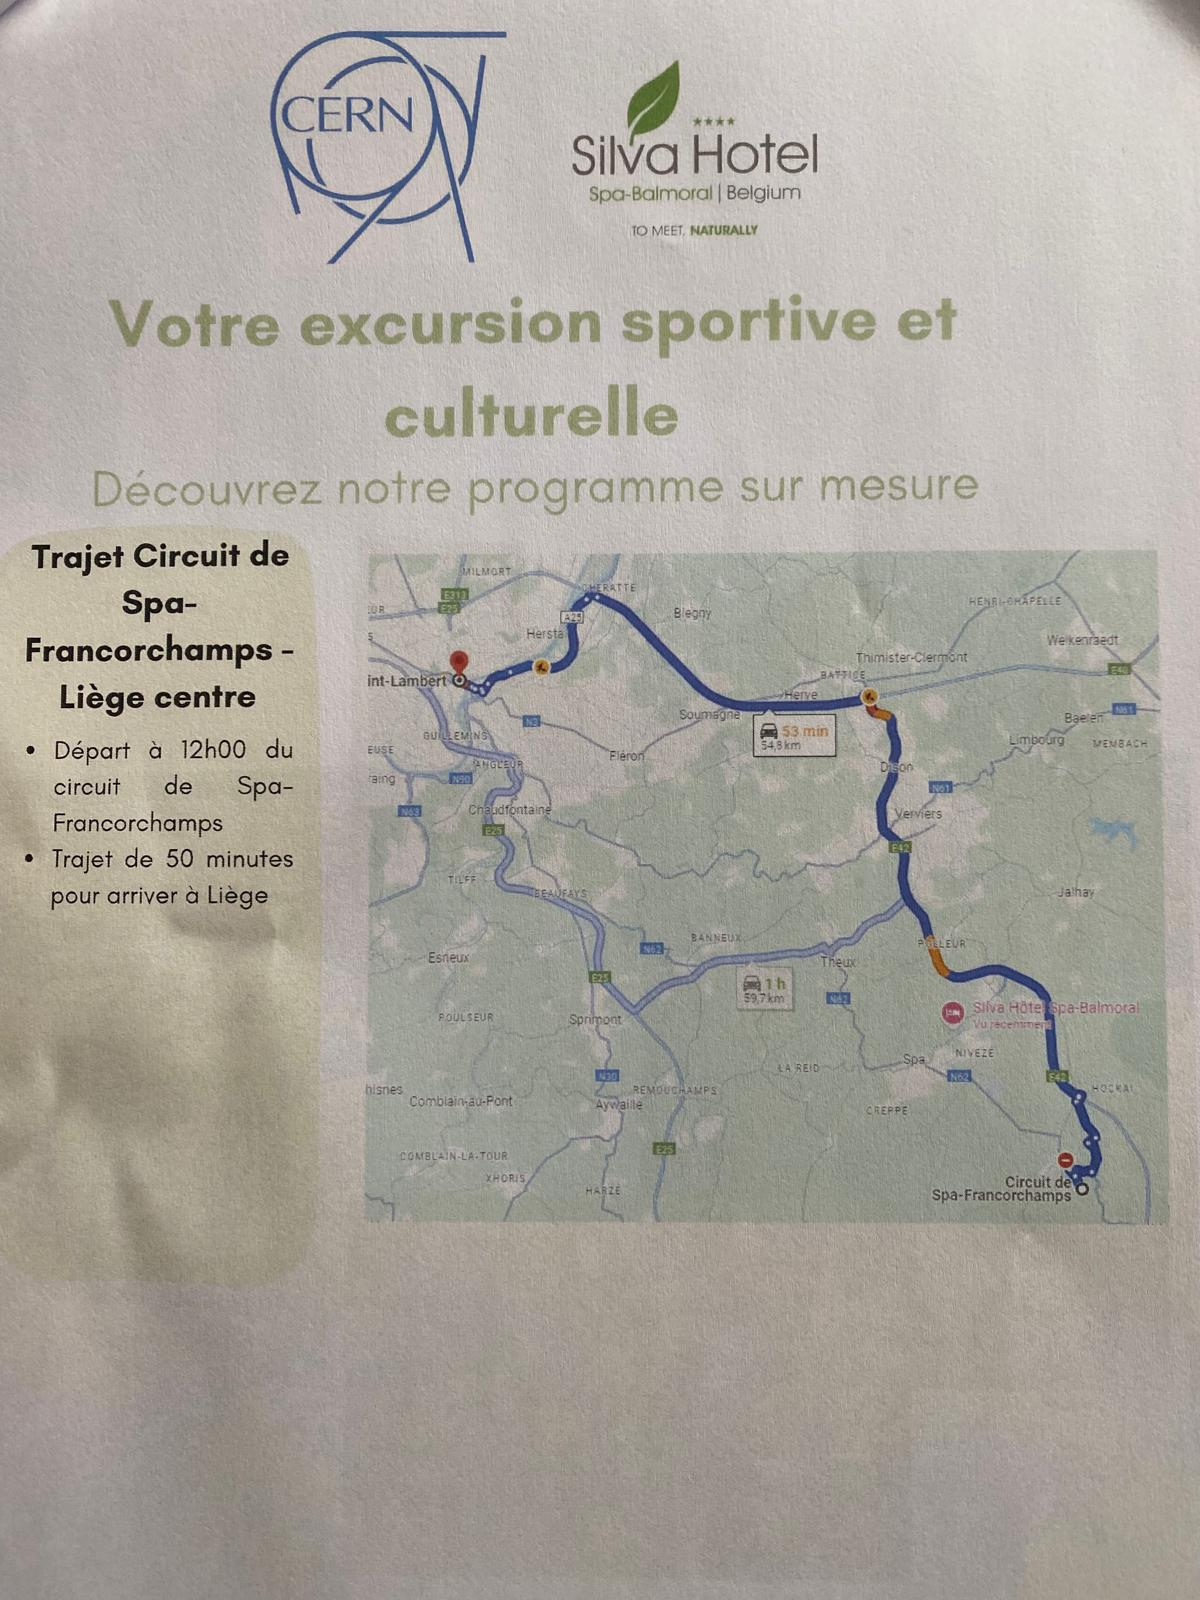 CERN
Silva Hotel
Spa-Balmoral | Belgium
TO MEET, NATURALLY
Votre excursion sportive et
culturelle
Découvrez notre programme sur mesure
Trajet Circuit de
Spa-
Francorchamps -
Liège centre
• Départ à 12h00 du
circuit de Spa-
Francorchamps
• Trajet de 50 minutes
pour arriver à Liège
MILMORT
E313
E25
CHERATTE
HENRI-CHAPELLE
A25
Blegny
Hersta
Welkenraedt
Thimister-Clermont
int-Lambert
BATTICE
E40
Herve
N61
Soumagne
Baelen
N3
53 min
54,8 km
GUILLEMINS
Fléron
Limbourg
MEMBACH
EUSE
ANGLEUR
Dison
raing
N90
N61
N63
Chaudfontaine
Verviers
E25
E42
TILFF
BEAUFAYS
Jalhay
BANNEUX
POLLEUR
N62
Esneux
Theux
E25
1 h
59,7 km
N62
Silva Hôtel Spa-Balmoral
Vu récemment
POULSEUR
Sprimont
Spa
NIVEZÉ
LA REID
N30
N62
E42
HOCKAI
REMOUCHAMPS
Comblain-au-Pont
Aywaille
CREPPE
E25
COMBLAIN-LA-TOUR
XHORIS
HARZÉ
Circuit de
Spa-Francorchamps